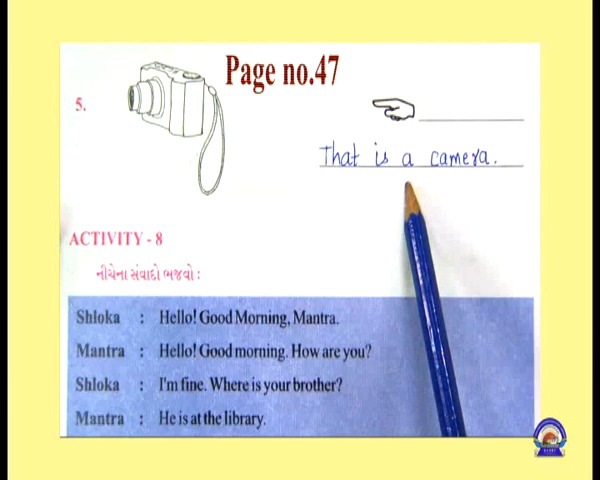 Page no.47
5.
That is a camera.
ACTIVITY - 8
નીચેના સંવાદો ભજવો :
Shloka : Hello! Good Morning, Mantra.
Mantra : Hello! Good morning. How are you?
Shloka : I'm fine. Where is your brother?
Mantra : He is at the library.